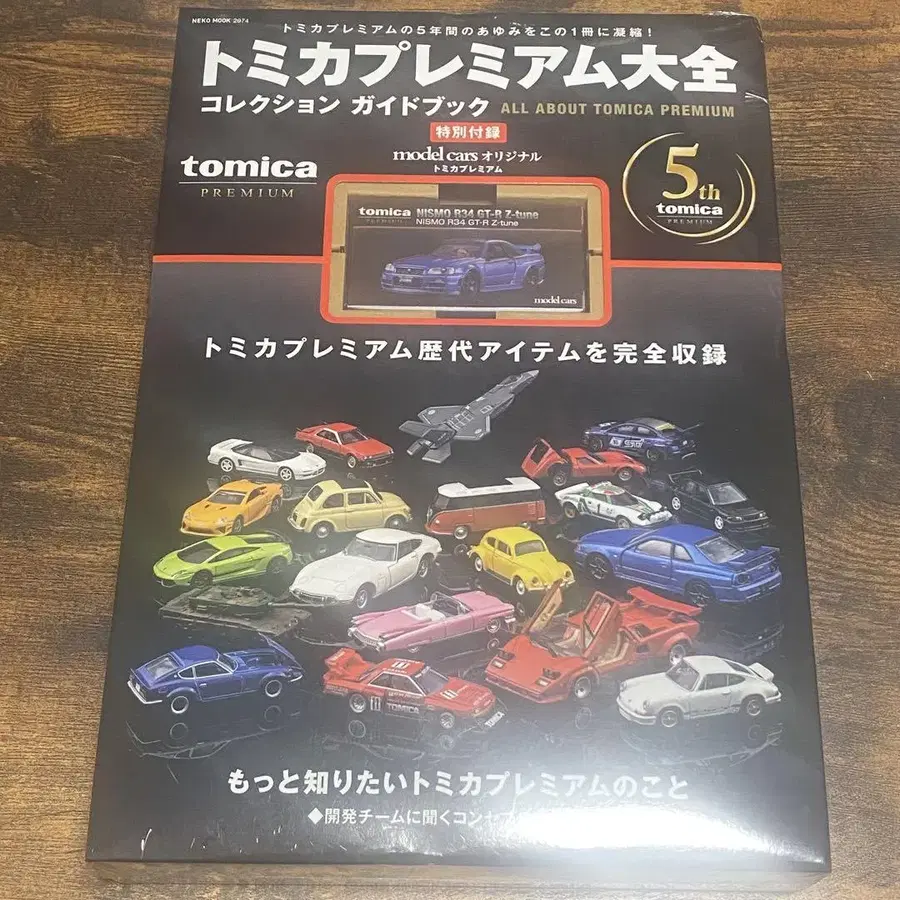 NEKO MOOK 2074
トミカプレミアムの5年間のあゆみをこの1冊に凝縮!
トミカプレミアム大全
コレクション ガイドブック ALL ABOUT TOMICA PREMIUM
特別付録
model cars オリジナル
トミカプレミアム
tomica
PREMIUM
5th
tomica
PREMIUM
tomica NISMO R34 GT-R Z-tune
PREMIUM NISMO R34 GT-R Z-tune
model cars
トミカプレミアム歴代アイテムを完全収録
11
TOMICA
TOMICA
もっと知りたいトミカプレミアムのこと
◆開発チームに聞くコンセ